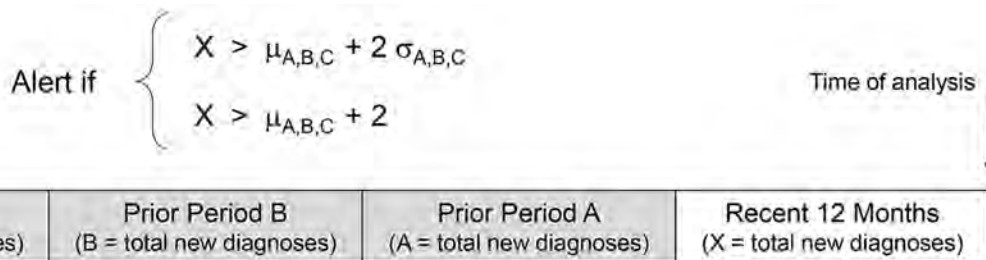 X > μA,B,C + 2 σA,B,C
Alert if
Time of analysis
X > μA,B,C + 2
Prior Period B
Prior Period A
Recent 12 Months
(B = total new diagnoses)
(A = total new diagnoses)
(X = total new diagnoses)